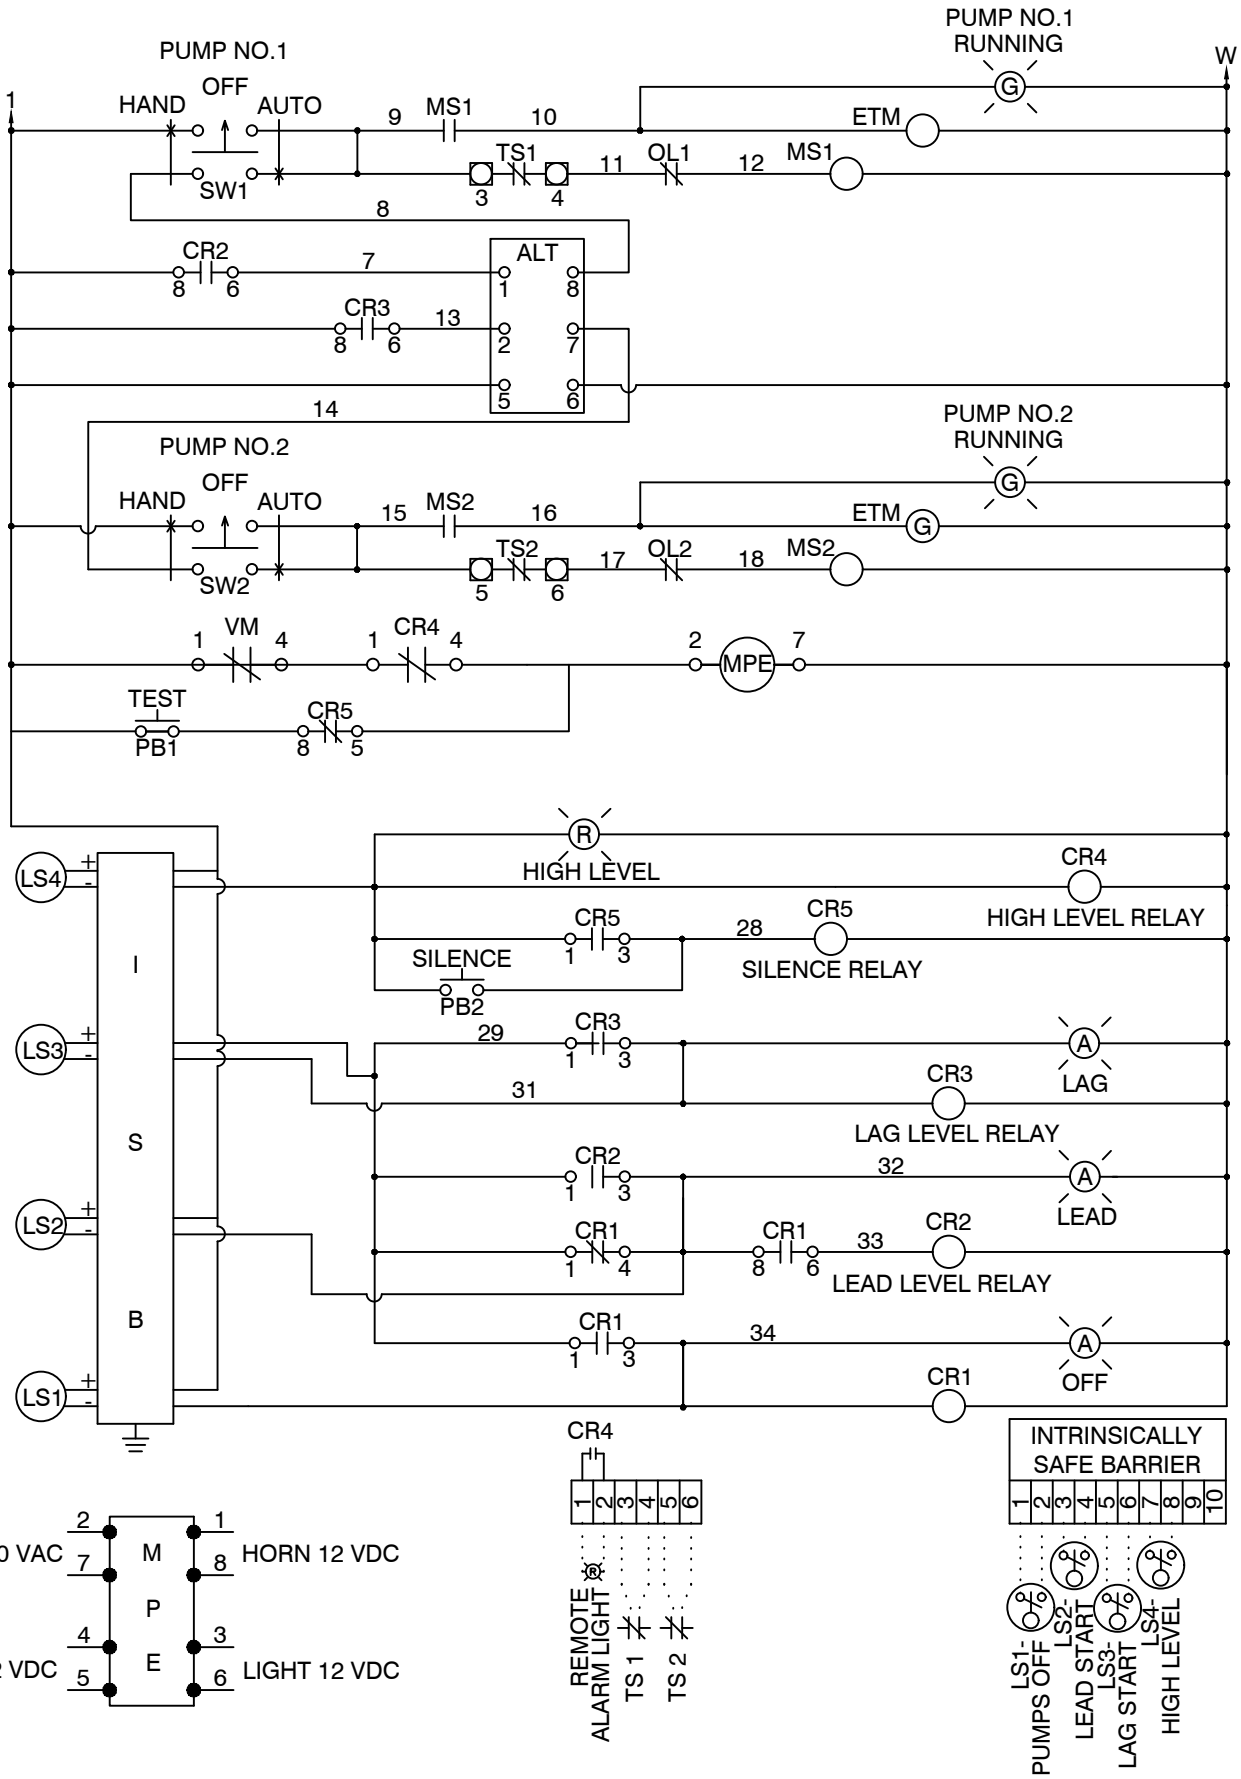 PUMP NO.1
RUNNING
W
G
PUMP NO.1
OFF
1
HAND
AUTO
9
MS1
10
ETM
SW1
3
TS1
4
11
OL1
12
MS1
8
CR2
8
6
7
ALT
1
8
CR3
8
6
13
2
7
5
6
14
PUMP NO.2
RUNNING
G
PUMP NO.2
OFF
HAND
AUTO
15
MS2
16
ETM
G
SW2
5
TS2
6
17
OL2
18
MS2
1
VM
4
1
CR4
4
2
MPE
7
TEST
PB1
CR5
8
5
R
HIGH LEVEL
LS4
+
-
CR4
HIGH LEVEL RELAY
CR5
1
3
28
CR5
SILENCE RELAY
SILENCE
PB2
I
LS3
+
-
29
CR3
1
3
A
LAG
31
CR3
LAG LEVEL RELAY
S
CR2
1
3
32
A
LEAD
LS2
+
-
CR1
1
4
CR1
8
6
33
CR2
LEAD LEVEL RELAY
B
CR1
1
3
34
A
OFF
LS1
+
-
CR1
CR4
1
2
3
4
5
6
REMOTE
ALARM LIGHT
R
TS 1
TS 2
INTRINSICALLY
SAFE BARRIER
1
2
3
4
5
6
7
8
9
10
LS1-
PUMPS OFF
LS2-
LEAD START
LS3-
LAG START
LS4-
HIGH LEVEL
2
1
0 VAC
M
HORN 12 VDC
7
8
P
4
3
VDC
E
LIGHT 12 VDC
5
6